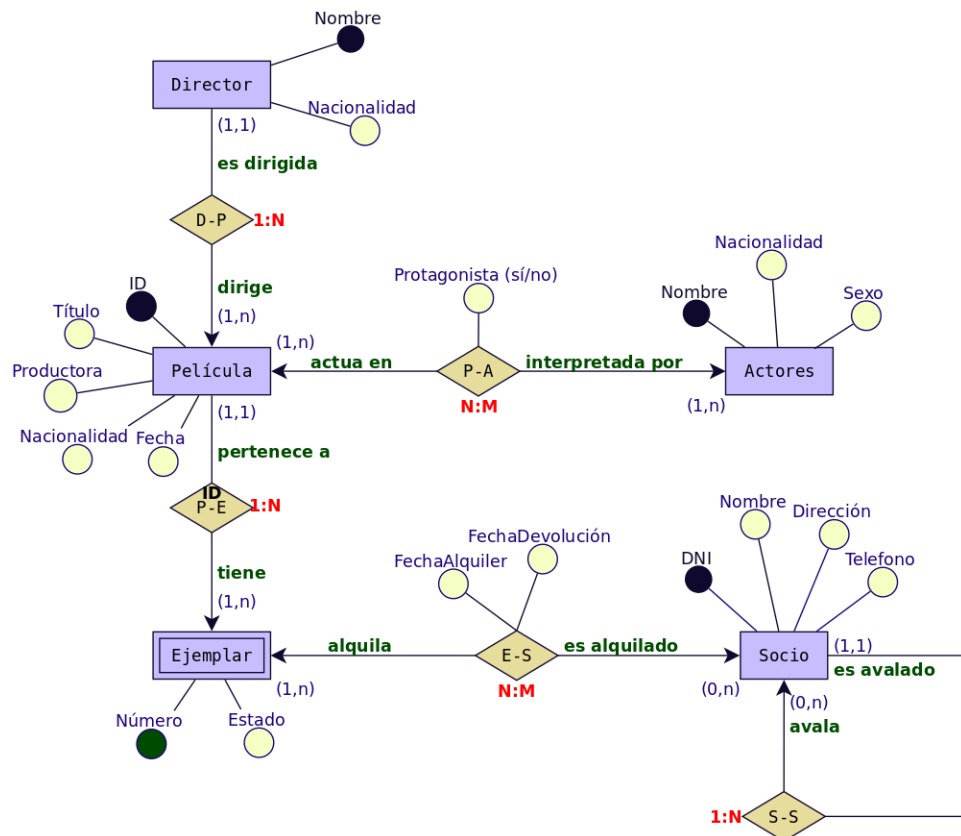 Nombre
Director
Nacionalidad
(1,1)
es dirigida
D-P
1:N
dirige
(1,n)
ID
Título
Productora
Nacionalidad
Fecha
Película
(1,n)
actua en
Protagonista (sí/no)
P-A
N:M
interpretada por
Nacionalidad
Nombre
Sexo
Actores
(1,n)
(1,1)
pertenece a
ID
P-E
1:N
tiene
(1,n)
Ejemplar
(1,n)
Número
Estado
alquila
FechaDevolución
FechaAlquiler
E-S
N:M
es alquilado
Nombre
Dirección
DNI
Telefono
Socio
(0,n)
(1,1)
es avalado
(0,n)
avala
1:N
S-S